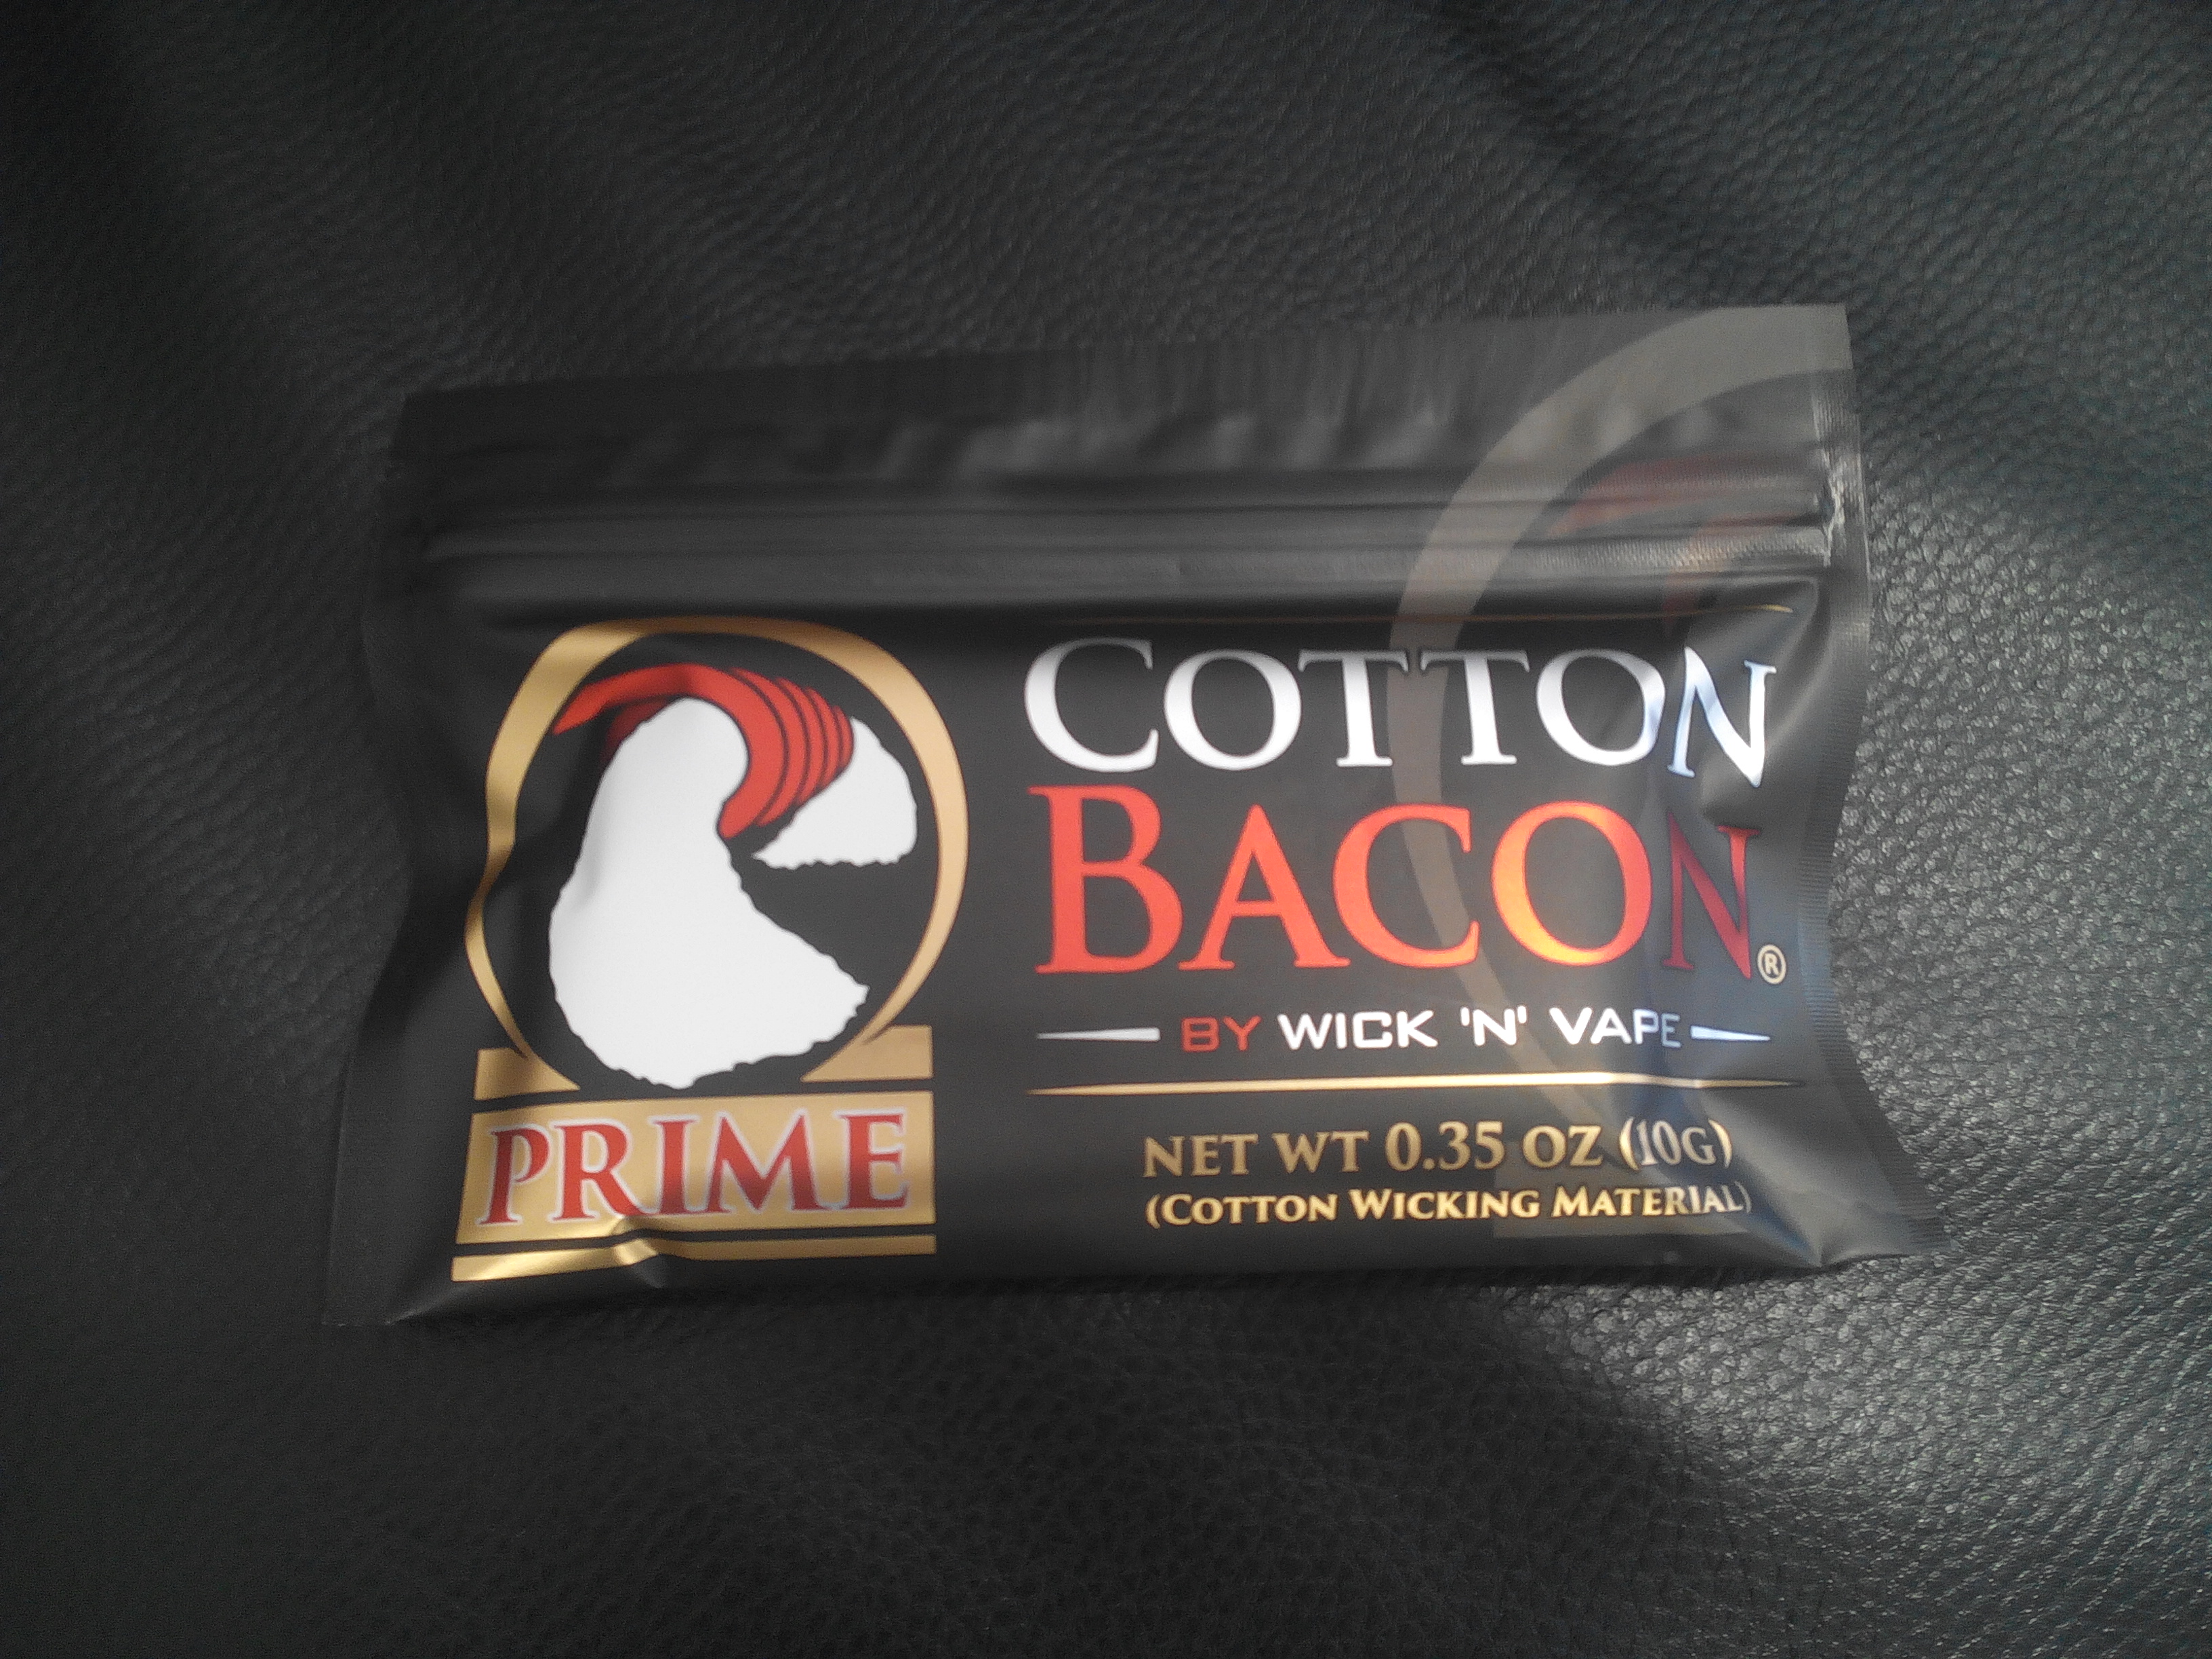 COTTON
BACON®
BY WICK 'N' VAPE
PRIME
NET WT 0.35 OZ (10G)
(COTTON WICKING MATERIAL)